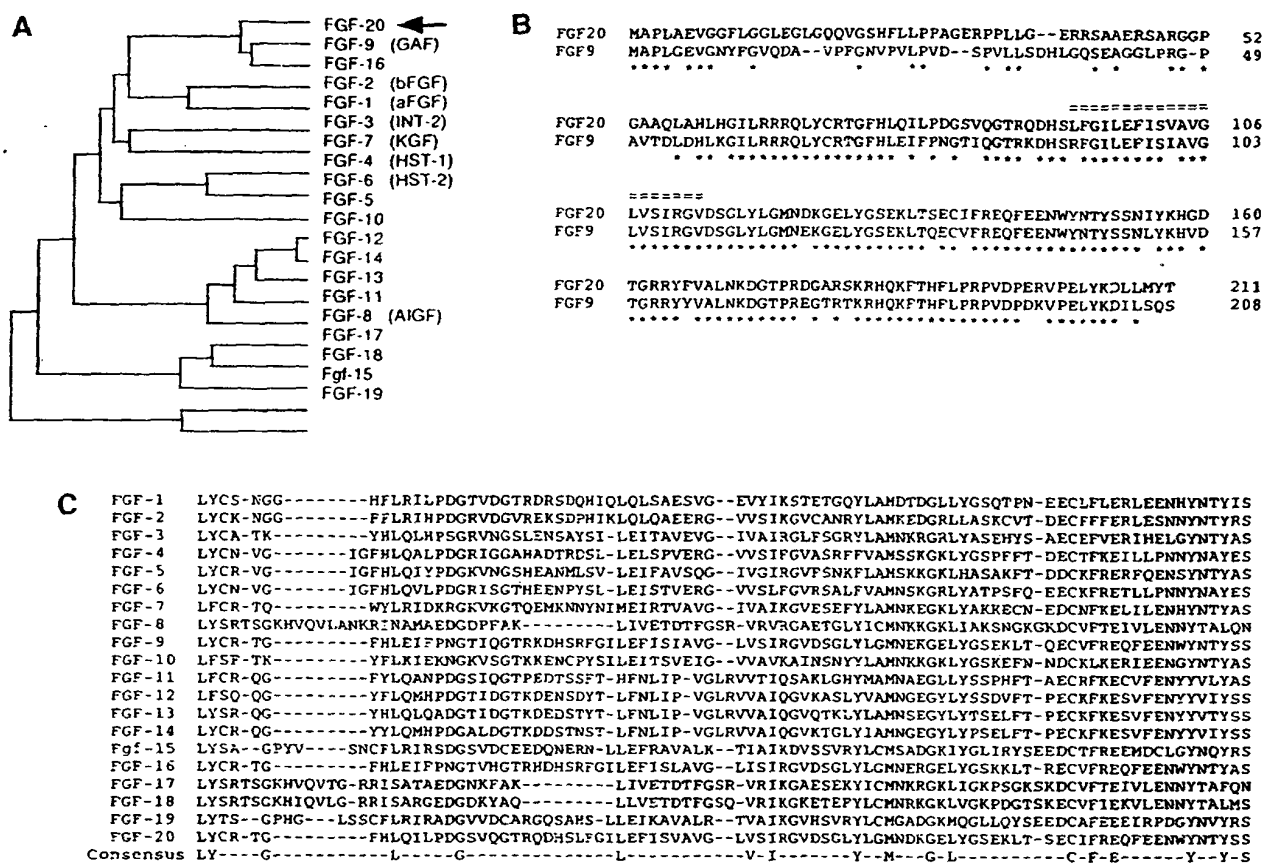 A
FGF-20
FGF-9 (GAF)
FGF-16
FGF-2 (bFGF)
FGF-1 (aFGF)
FGF-3 (INT-2)
FGF-7 (KGF)
FGF-4 (HST-1)
FGF-6 (HST-2)
FGF-5
FGF-10
FGF-12
FGF-14
FGF-13
FGF-11
FGF-8 (AIGF)
FGF-17
FGF-18
Fgf-15
FGF-19
B
FGF20 MAPLAEVGGFLGGLEGLGQQVGSHFLLPPAGERPPLLG--ERRSAAERSARGGP 52
FGF9 MAPLGEVGNYFGVQDA--VPFGNVPVLPVD--SPVLLSDHLGQSEAGGLPRG-P 49
FGF20 GAAQLAHLHGILRRRQLYCRTGFHLQILPDGSVQGTRQDHSLFGILEFISVAVG 106
FGF9 AVTDLDHLKGILRRRQLYCRTGFHLEIFPNGTIQGTRKDHSRFGILEFISIAVG 103
FGF20 LVSIRGVDSGLYLGMNDKGELYGSEKLTSECIFREQFEENWYNTYSSNIYKHGD 160
FGF9 LVSIRGVDSGLYLGMNEKGELYGSEKLTQECVFREQFEENWYNTYSSNLYKHVD 157
FGF20 TGRRYFVALNKDGTPRDGARSKRHQKFTHFLPRPVDPERVPELYKDLLMYT 211
FGF9 TGRRYYVALNKDGTPREGTRTKRHQKFTHFLPRPVDPDKVPELYKDILSQS 208
C
FGF-1 LYCS-NGG---------HFLRILPDGTVDGTRDRSDQHIQLQLSAESVG--EVYIKSTETGQYLAMDTDGLLYGSQTPN-EECLFLERLEENHYNTYIS
FGF-2 LYCK-NGG---------FFLRIHPDGRVDGVREKSDPHIKLQLQAEERG--VVSIKGVCANRYLAMKEDGRLLASKCVT-DECFFFERLESNNYNTYRS
FGF-3 LYCA-TK----------YHLQLHPSGRVNGSLENSAYSI-LEITAVEVG--IVAIRGLFSGRYLAMNKRGRLYASEHYS-AECEFVERIHELGYNTYAS
FGF-4 LYCN-VG-------IGFHLQALPDGRIGGAHADTRDSL-LELSPVERG--VVSIFGVASRFFVAMSSKGKLYGSPFFT-DECTFKEILLPNNYNAYES
FGF-5 LYCR-VG-------IGFHLQIYPDGKVNGSHEANMLSV-LEIFAVSQG--IVGIRGVFSNKFLAMSKKGKLHASAKFT-DDCKFRERFQENSYNTYAS
FGF-6 LYCN-VG-------IGFHLQVLPDGRISGTHEENPYSL-LEISTVERG--VVSLFGVRSALFVAMNSKGRLYATPSFQ-EECKFRETLLPNNYNAYES
FGF-7 LFCR-TQ----------WYLRIDKRGKVKGTQEMKNNYNIMEIRTVAVG--IVAIKGVESEFYLAMNKEGKLYAKKECN-EDCNFKELILENHYNTYAS
FGF-8 LYSRTSGKHVQVLANKRINAMAEDGDPFAK-------LIVETDTFGSR-VRVRGAETGLYICMNKKGKLIAKSNGKGKDCVFTEIVLENNYTALQN
FGF-9 LYCR-TG----------FHLEIFPNGTIQGTRKDHSRFGILEFISIAVG--LVSIRGVDSGLYLGMNEKGELYGSEKLT-QECVFREQFEENWYNTYSS
FGF-10 LFSF-TK----------YFLKIEKNGKVSGTKKENCPYSILEITSVEIG--VVAVKAINSNYYLAMNKKGKLYGSKEFN-NDCKLKERIEENGYNTYAS
FGF-11 LFCR-QG----------FYLQANPDGSIQGTPEDTSSFT-HFNLIP-VGLRVVTIQSAKLGHYMAMNAEGLLYSSPHFT-AECRFKECVFENYYVLYAS
FGF-12 LFSQ-QG----------YFLQMHPDGTIDGTKDENSDYT-LFNLIP-VGLRVVAIQGVKASLYVAMNGEGYLYSSDVFT-PECKFKESVFENYYVIYSS
FGF-13 LYSR-QG----------YHLQLQADGTIDGTKDEDSTYT-LFNLIP-VGLRVVAIQGVQTKLYLAMNSEGYLYTSELFT-PECKFKESVFENYYVTYSS
FGF-14 LYCR-QG----------YYLQMHPDGALDGTKDDSTNST-LFNLIP-VGLRVVAIQGVKTGLYIAMNGEGYLYPSELFT-PECKFKESVFENYYVIYSS
Fgf-15 LYSA--GPYV-----SNCFLRIRSDGSVDCEEDQNERN-LLEFRAVALK--TIAIKDVSSVRYLCMSADGKIYGLIRYSEEDCTFREEMDCLGYNQYRS
FGF-16 LYCR-TG----------FHLEIFPNGTVHGTRHDHSRFGILEFISLAVG--LISIRGVDSGLYLGMNERGELYGSKKLT-RECVFREQFEENWYNTYAS
FGF-17 LYSRTSGKHVQVTG-RRISATAEDGNKFAK-------LIVETDTFGSR-VRIKGAESEKYICMNKRGKLIGKPSGKSKDCVFTEIVLENNYTAFQN
FGF-18 LYSRTSGKHIQVLG-RRISARGEDGDKYAQ-------LLVETDTFGSQ-VRIKGKETEFYLCMNRKGKLVGKPDGTSKECVFIEKVLENNYTALMS
FGF-19 LYTS--GPHG----LSSCFLRIRADGVVDCARGQSAHS-LLEIKAVALR--TVAIKGVHSVRYLCMGADGKMQGLLQYSEEDCAFEEEIRPDGYNVYRS
FGF-20 LYCR-TG----------FHLQILPDGSVQGTRQDHSLFGILEFISVAVG--LVSIRGVDSGLYLGMNDKGELYGSEKLT-SECIFREQFEENWYNTYSS
Consensus LY----G-----------L-----G---------------L------------V-I--------Y--M---G-L-----------C-F-E------Y--Y-S